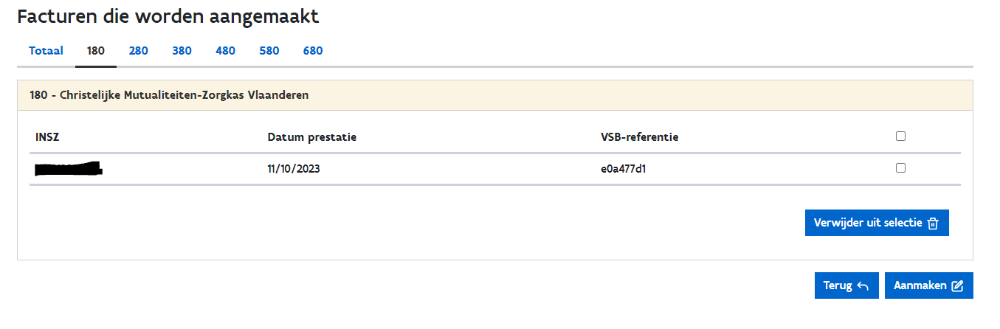 Facturen die worden aangemaakt
Totaal 180 280 380 480 580 680
180 - Christelijke Mutualiteiten-Zorgkas Vlaanderen
INSZ Datum prestatie VSB-referentie
11/10/2023 e0a477d1
Verwijder uit selectie
Terug Aanmaken